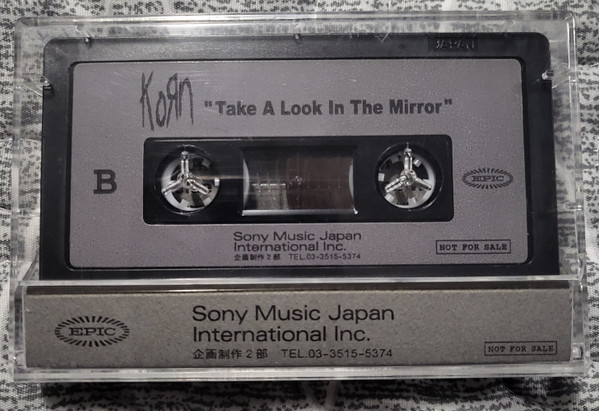 KoЯn "Take A Look In The Mirror"
B
EPIC
Sony Music Japan
International Inc.
企画制作2部 TEL.03-3515-5374
NOT FOR SALE
EPIC
Sony Music Japan
International Inc.
企画制作2部 TEL.03-3515-5374
NOT FOR SALE